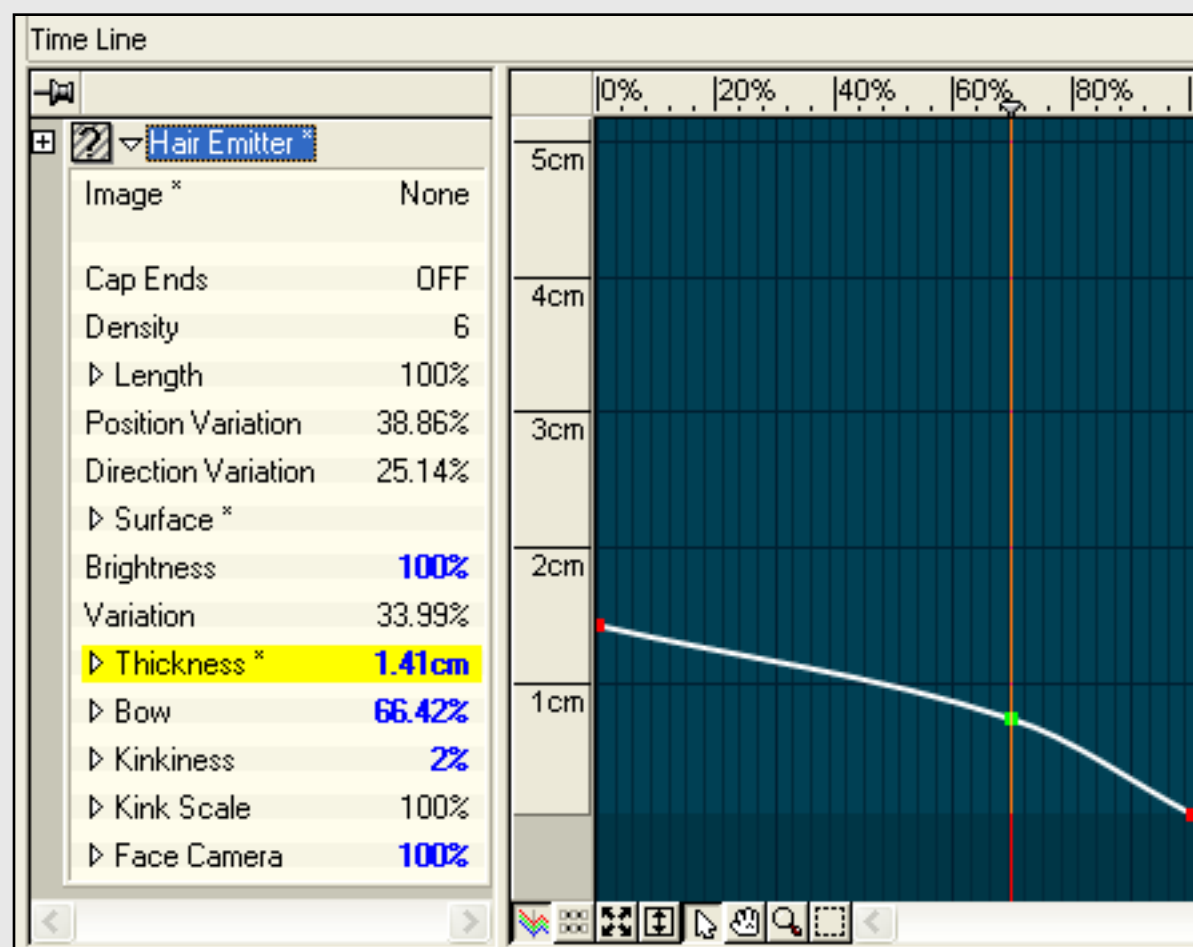 Time Line
Hair Emitter *
Image * None
Cap Ends OFF
Density 6
Length 100%
Position Variation 38.86%
Direction Variation 25.14%
Surface *
Brightness 100%
Variation 33.99%
Thickness * 1.41cm
Bow 66.42%
Kinkiness 2%
Kink Scale 100%
Face Camera 100%
0% 20% 40% 60% 80%
5cm
4cm
3cm
2cm
1cm